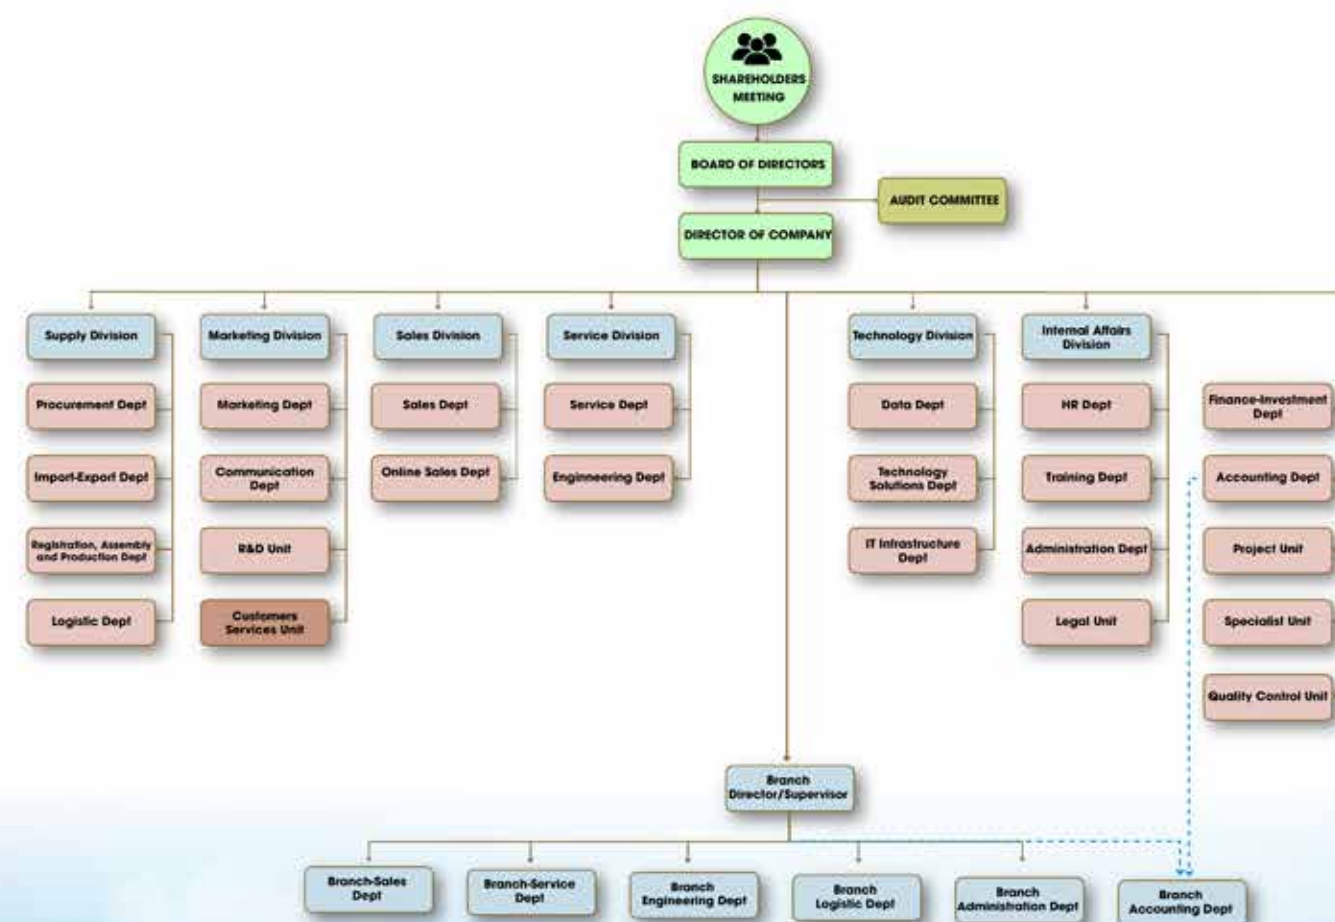 SHAREHOLDERS
MEETING
BOARD OF DIRECTORS
AUDIT COMMITTEE
DIRECTOR OF COMPANY
Supply Division
Marketing Division
Sales Division
Service Division
Technology Division
Internal Affairs
Division
Procurement Dept
Marketing Dept
Sales Dept
Service Dept
Data Dept
HR Dept
Finance-Investment
Dept
Import-Export Dept
Communication
Dept
Online Sales Dept
Enginneering Dept
Technology
Solutions Dept
Training Dept
Accounting Dept
Registration, Assembly
and Production Dept
R&D Unit
IT Infrastructure
Dept
Administration Dept
Project Unit
Logistic Dept
Customers
Services Unit
Legal Unit
Specialist Unit
Quality Control Unit
Branch
Director/Supervisor
Branch-Sales
Dept
Branch-Service
Dept
Branch
Engineering Dept
Branch
Logistic Dept
Branch
Administration Dept
Branch
Accounting Dept